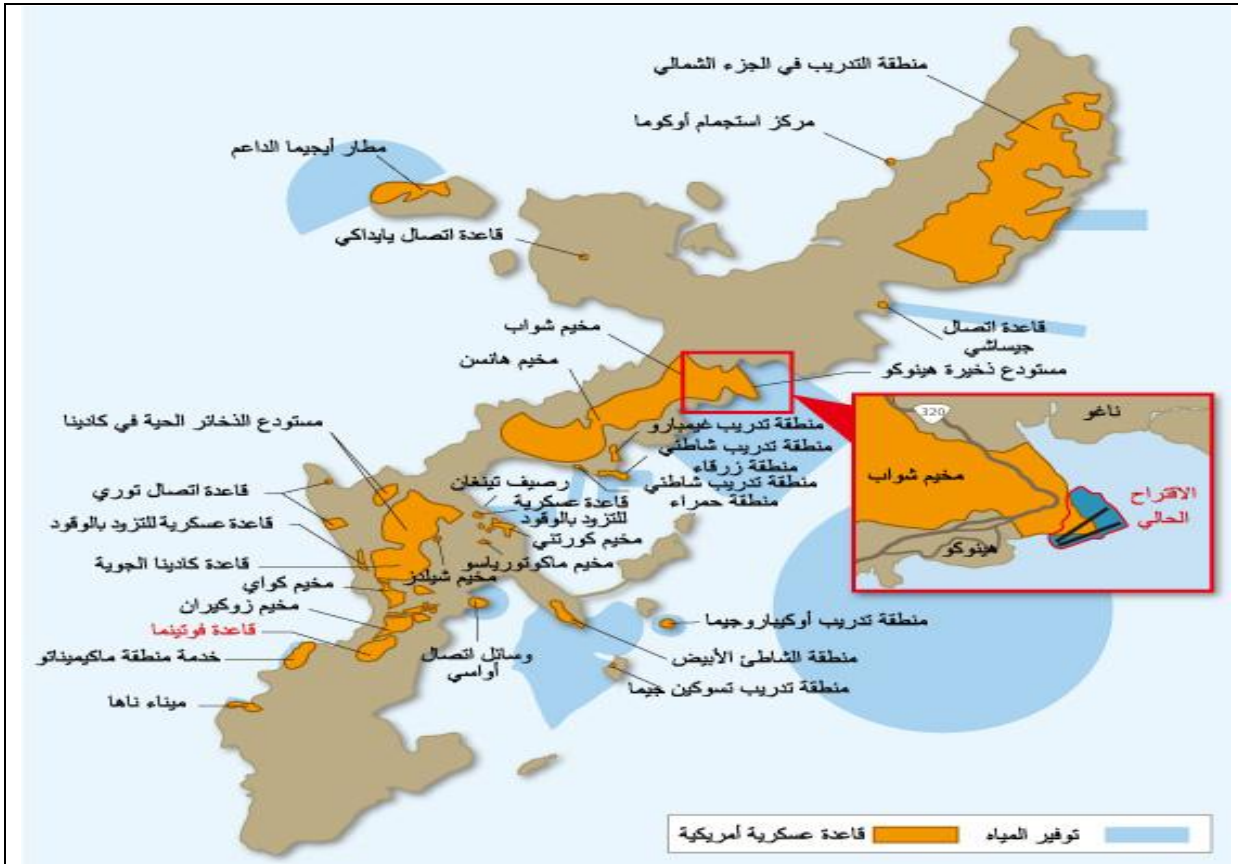 منطقة التدريب في الجزء الشمالي
مركز استجمام أوكوما
مطار أيجيما الداعم
قاعدة اتصال يايداكي
قاعدة اتصال
جيساشي
مخيم شواب
مخيم هانسن
مستودع ذخيرة هينوكو
مستودع الذخائر الحية في كادينا
منطقة تدريب غيمبارو
منطقة تدريب شاطئي
منطقة زرقاء
منطقة تدريب شاطئي
منطقة حمراء
رصيف تينغان
قاعدة عسكرية
للتزود بالوقود
مخيم كورتني
مخيم ماكوتورياسو
مخيم شيلدز
قاعدة اتصال توري
قاعدة عسكرية للتزود بالوقود
قاعدة كادينا الجوية
مخيم كواي
مخيم زوكيران
قاعدة فوتينما
خدمة منطقة ماكيميناتو
ميناء ناها
وسائل اتصال
أواسي
منطقة تدريب أوكيباروجيما
منطقة الشاطئ الأبيض
منطقة تدريب تسوكين جيما
320
ناغو
مخيم شواب
الاقتراح
الحالي
هينوكو
توفير المياه
قاعدة عسكرية أمريكية